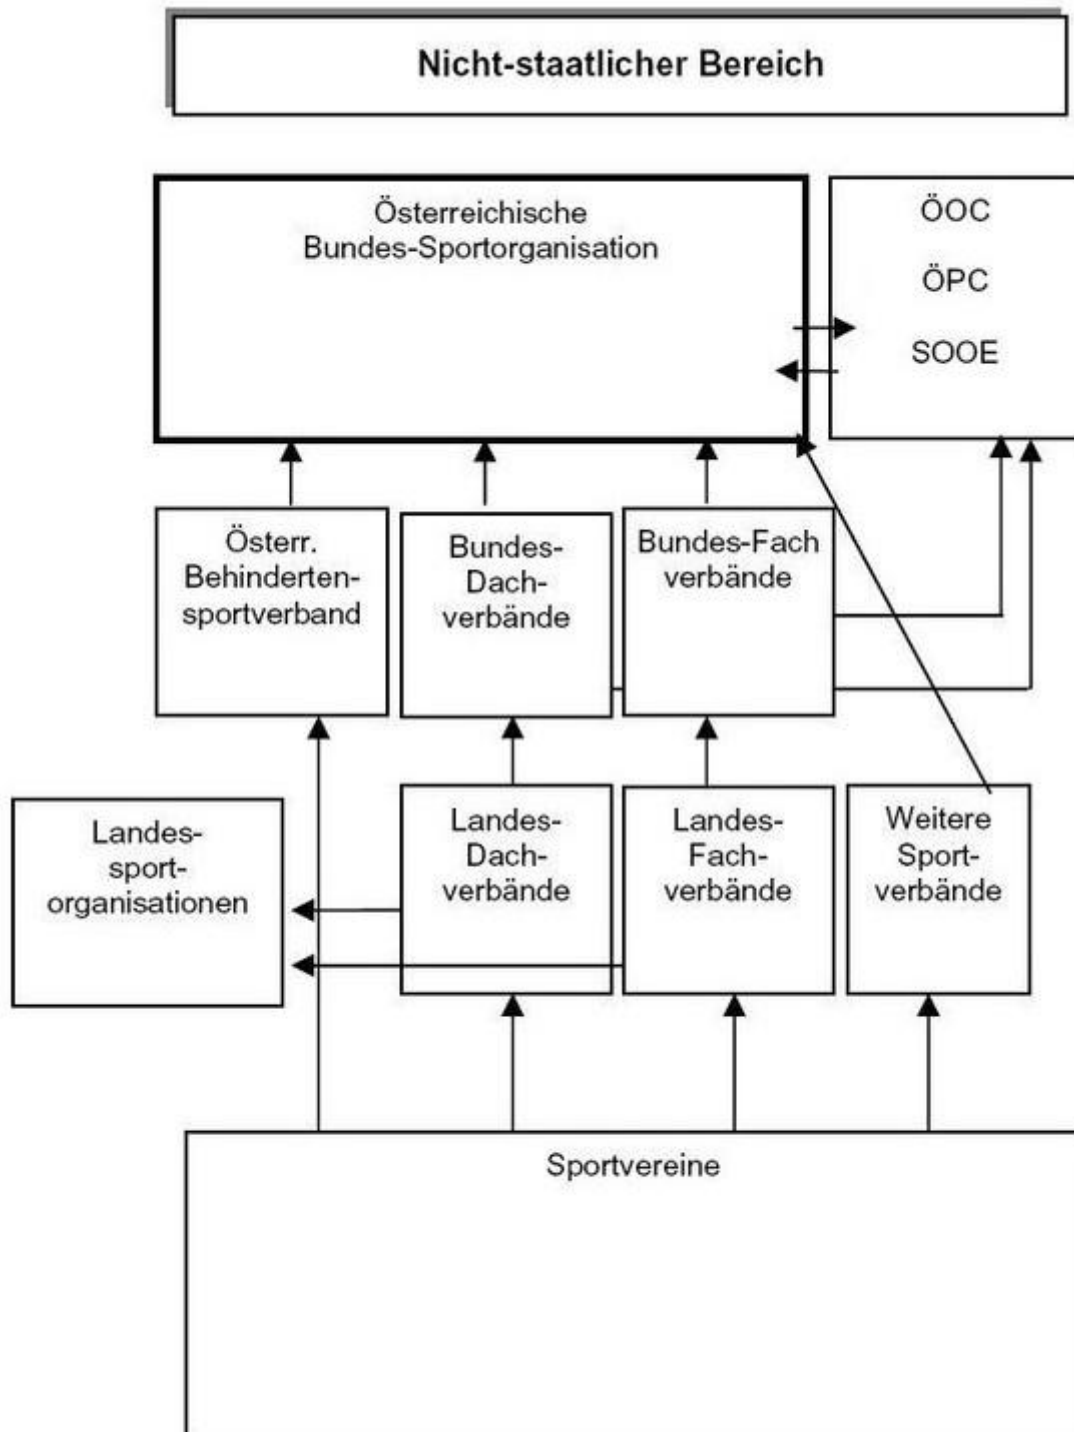 Nicht-staatlicher Bereich
Österreichische
Bundes-Sportorganisation
ÖOC
ÖPC
SOOE
Österr.
Behinderten-
sportverband
Bundes-
Dach-
verbände
Bundes-Fach
verbände
Landes-
sport-
organisationen
Landes-
Dach-
verbände
Landes-
Fach-
verbände
Weitere
Sport-
verbände
Sportvereine